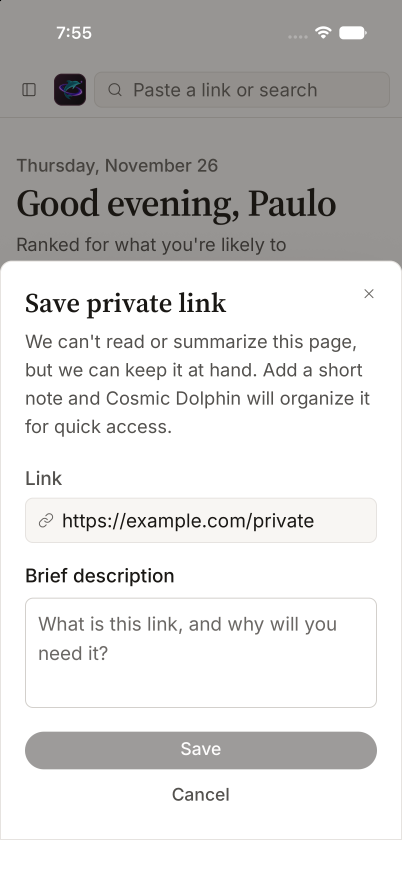 7:55
Paste a link or search
Thursday, November 26
Good evening, Paulo
Ranked for what you're likely to
Save private link
We can't read or summarize this page,
but we can keep it at hand. Add a short
note and Cosmic Dolphin will organize it
for quick access.
Link
https://example.com/private
Brief description
What is this link, and why will you
need it?
Save
Cancel